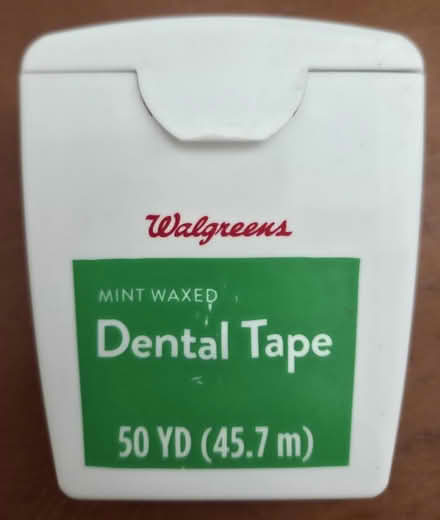 Walgreens
MINT WAXED
Dental Tape
50 YD (45.7 m)